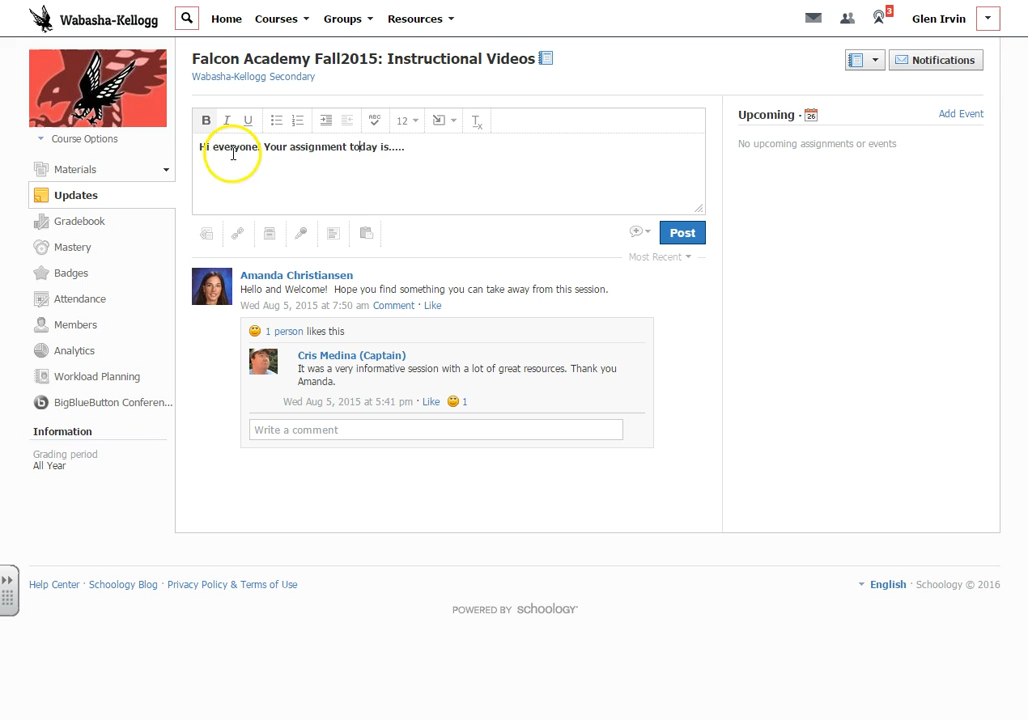 Wabasha-Kellogg
Home Courses Groups Resources
3
Glen Irvin
Falcon Academy Fall2015: Instructional Videos
Wabasha-Kellogg Secondary
Notifications
Course Options
Materials
Updates
Gradebook
Mastery
Badges
Attendance
Members
Analytics
Workload Planning
BigBlueButton Conferen...
Information
Grading period
All Year
B I U ABC 12 Tx
Hi everyone. Your assignment today is.....
Post
Most Recent
Amanda Christiansen
Hello and Welcome! Hope you find something you can take away from this session.
Wed Aug 5, 2015 at 7:50 am Comment · Like
1 person likes this
Cris Medina (Captain)
It was a very informative session with a lot of great resources. Thank you
Amanda.
Wed Aug 5, 2015 at 5:41 pm · Like 1
Write a comment
Upcoming · 26
Add Event
No upcoming assignments or events
Help Center · Schoology Blog · Privacy Policy & Terms of Use
English · Schoology © 2016
POWERED BY schoology®